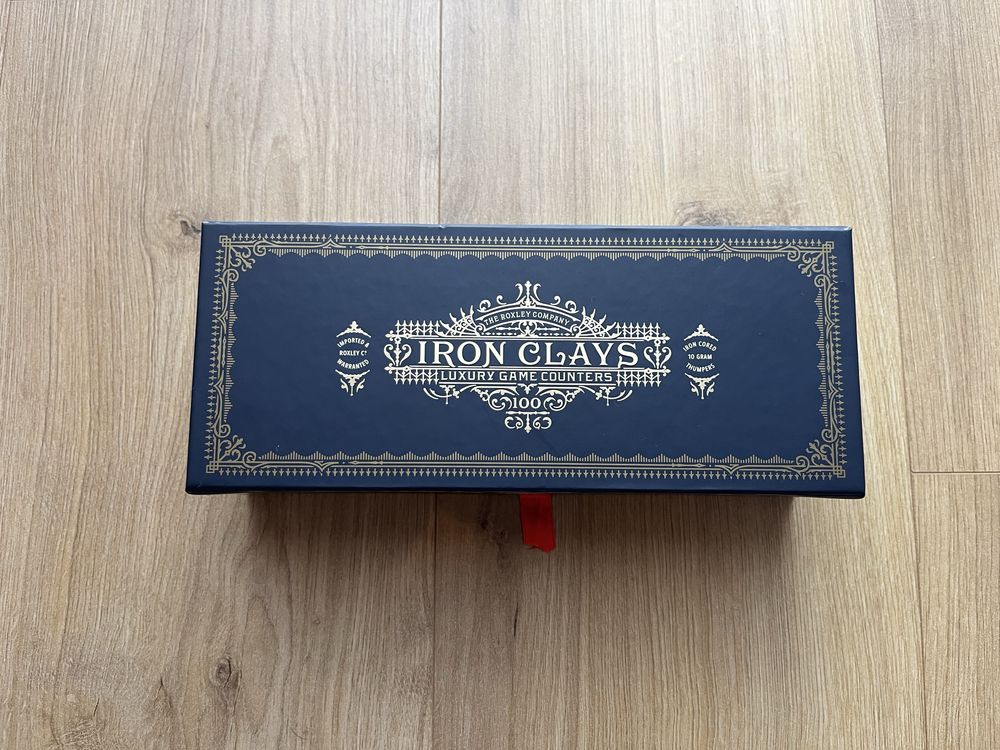 THE ROXLEY COMPANY
IRON CLAYS
LUXURY GAME COUNTERS
100
IMPORTED &
ROXLEY Cº
WARRANTED
IRON CORED
10 GRAM
THUMPERS